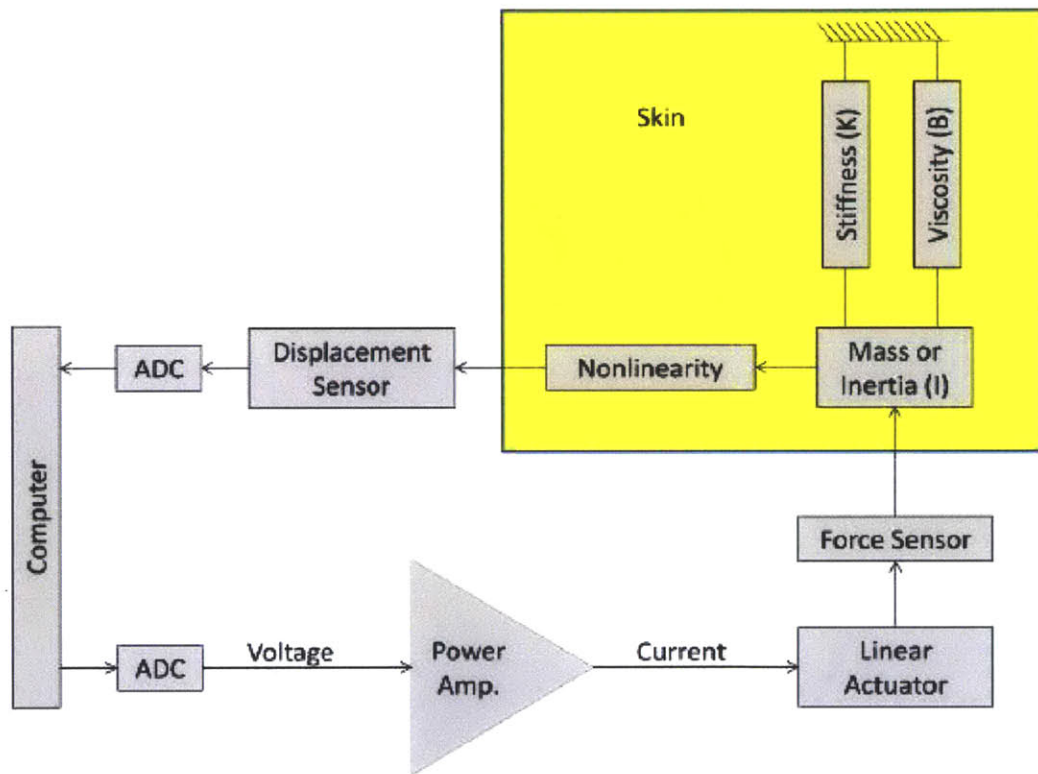 Skin
Stiffness (K)
Viscosity (B)
ADC
Displacement
Sensor
Nonlinearity
Mass or
Inertia (I)
Computer
Force Sensor
ADC
Voltage
Power
Amp.
Current
Linear
Actuator